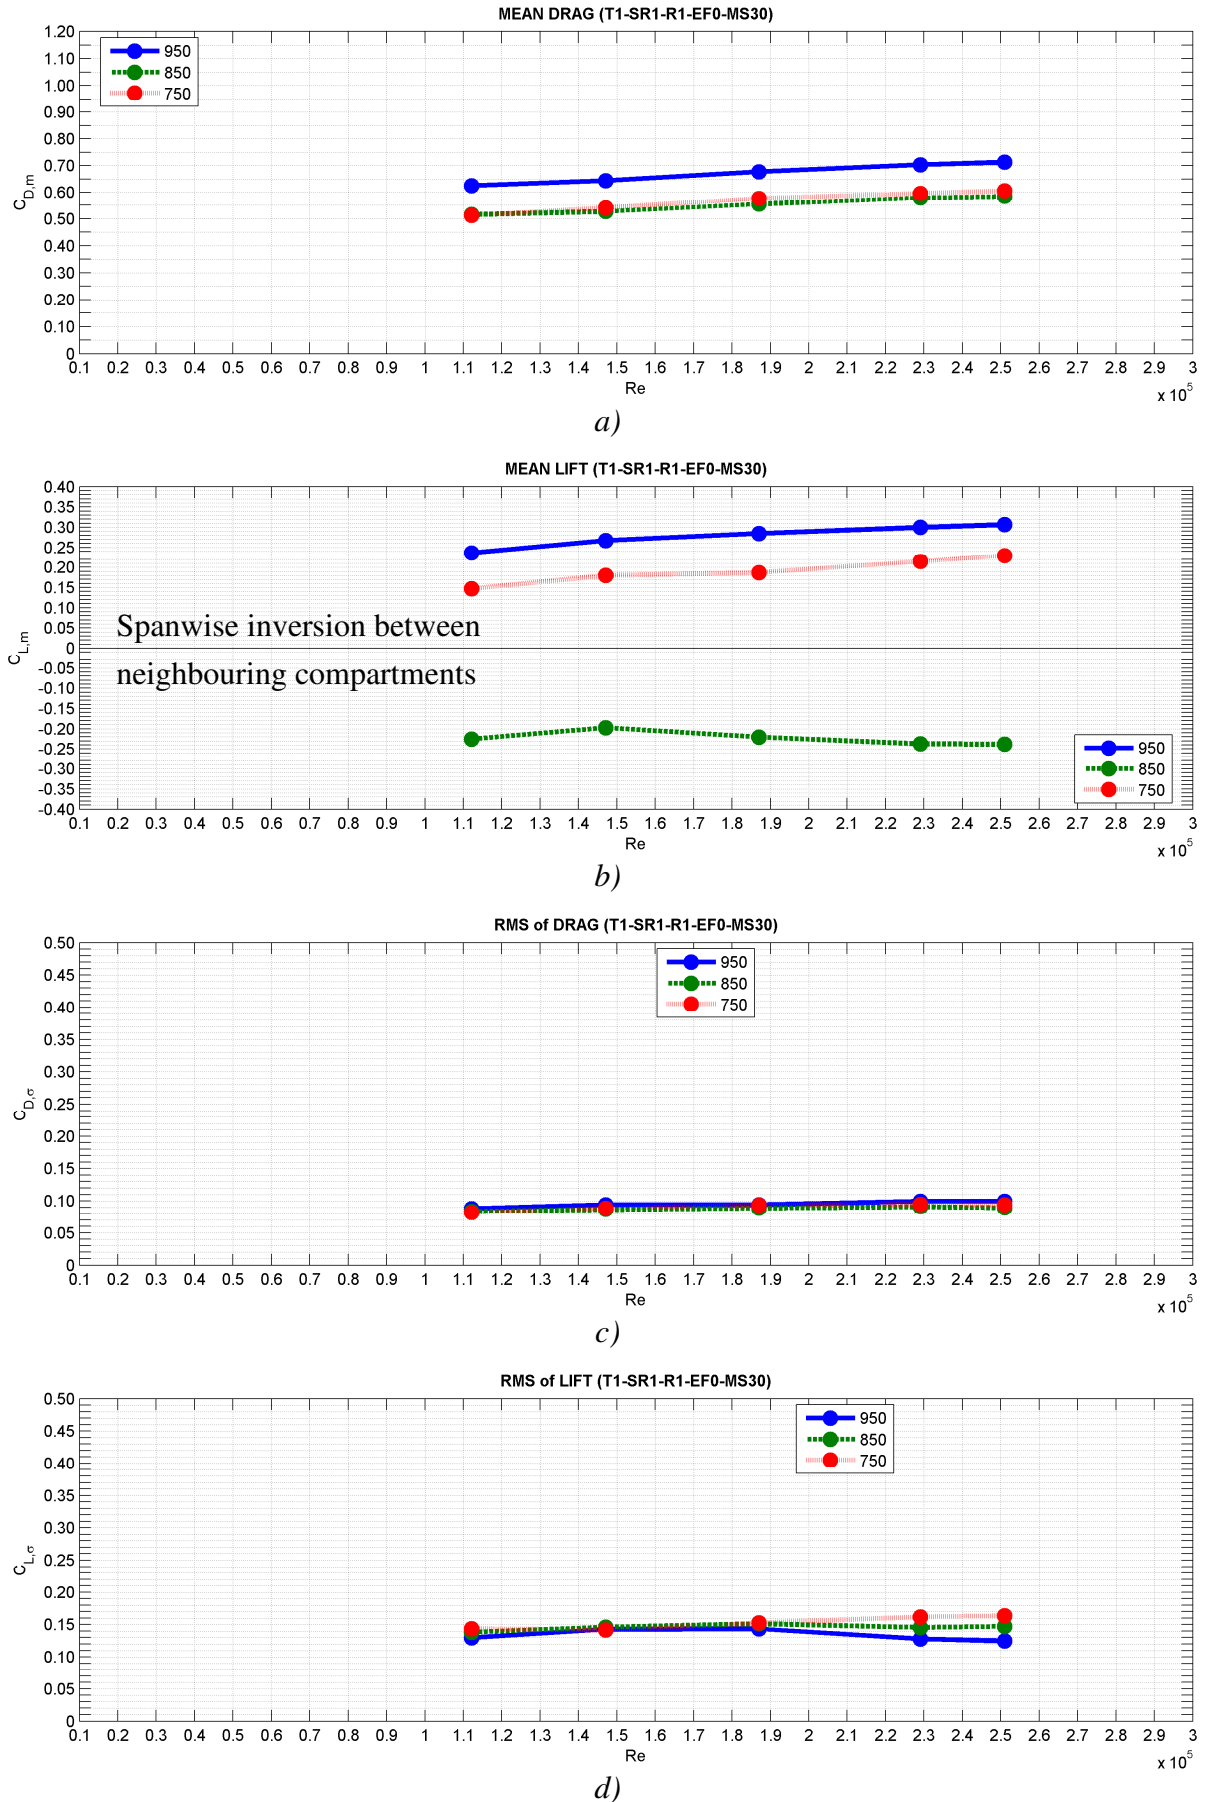 MEAN DRAG (T1-SR1-R1-EF0-MS30)
1.20
1.10
1.00
0.90
0.80
0.70
0.60
0.50
0.40
0.30
0.20
0.10
0
C_D,m
950
850
750
0.1 0.2 0.3 0.4 0.5 0.6 0.7 0.8 0.9 1 1.1 1.2 1.3 1.4 1.5 1.6 1.7 1.8 1.9 2 2.1 2.2 2.3 2.4 2.5 2.6 2.7 2.8 2.9 3
Re
x 10^5
a)
MEAN LIFT (T1-SR1-R1-EF0-MS30)
0.40
0.35
0.30
0.25
0.20
0.15
0.10
0.05
0
-0.05
-0.10
-0.15
-0.20
-0.25
-0.30
-0.35
-0.40
C_L,m
Spanwise inversion between
neighbouring compartments
950
850
750
0.1 0.2 0.3 0.4 0.5 0.6 0.7 0.8 0.9 1 1.1 1.2 1.3 1.4 1.5 1.6 1.7 1.8 1.9 2 2.1 2.2 2.3 2.4 2.5 2.6 2.7 2.8 2.9 3
Re
x 10^5
b)
RMS of DRAG (T1-SR1-R1-EF0-MS30)
0.50
0.45
0.40
0.35
0.30
0.25
0.20
0.15
0.10
0.05
0
C_D,σ
950
850
750
0.1 0.2 0.3 0.4 0.5 0.6 0.7 0.8 0.9 1 1.1 1.2 1.3 1.4 1.5 1.6 1.7 1.8 1.9 2 2.1 2.2 2.3 2.4 2.5 2.6 2.7 2.8 2.9 3
Re
x 10^5
c)
RMS of LIFT (T1-SR1-R1-EF0-MS30)
0.50
0.45
0.40
0.35
0.30
0.25
0.20
0.15
0.10
0.05
0
C_L,σ
950
850
750
0.1 0.2 0.3 0.4 0.5 0.6 0.7 0.8 0.9 1 1.1 1.2 1.3 1.4 1.5 1.6 1.7 1.8 1.9 2 2.1 2.2 2.3 2.4 2.5 2.6 2.7 2.8 2.9 3
Re
x 10^5
d)